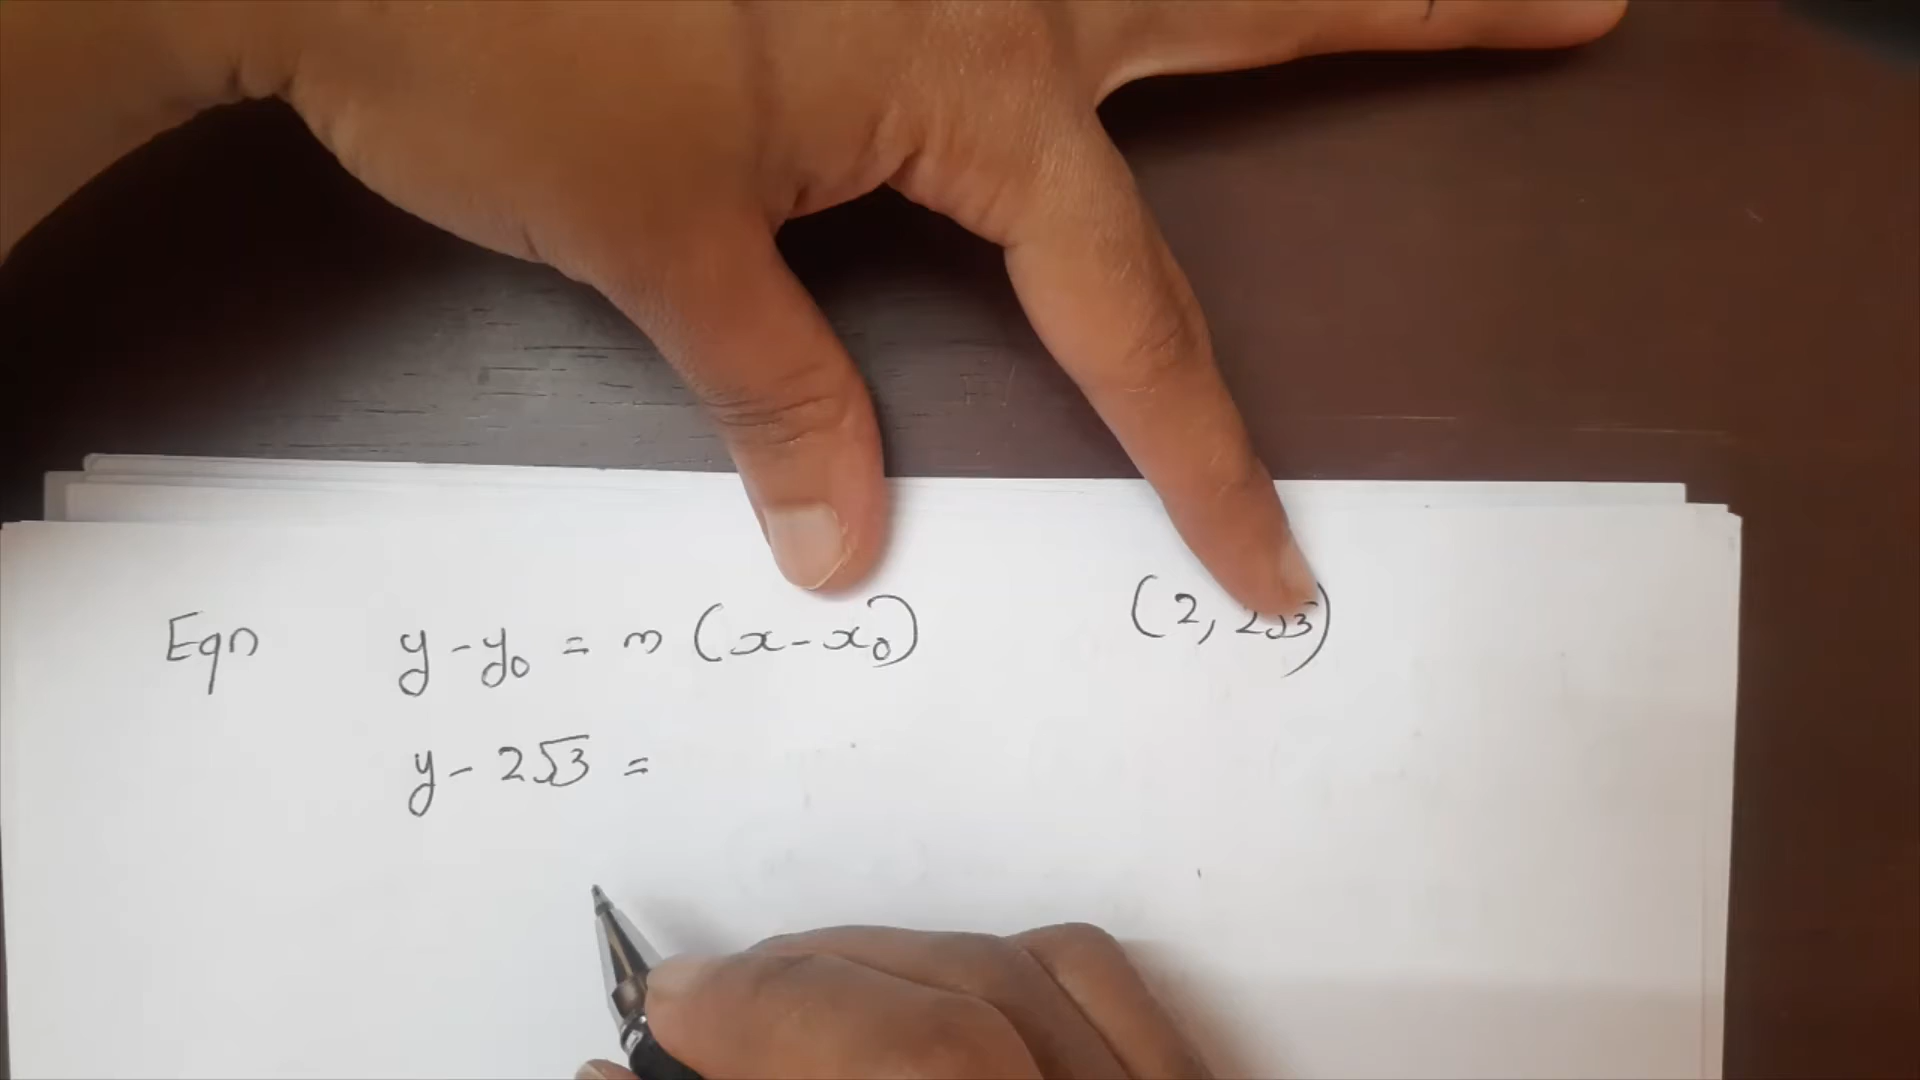 Eqn y - y₀ = m (x - x₀) (2, 2√3)
y - 2√3 =